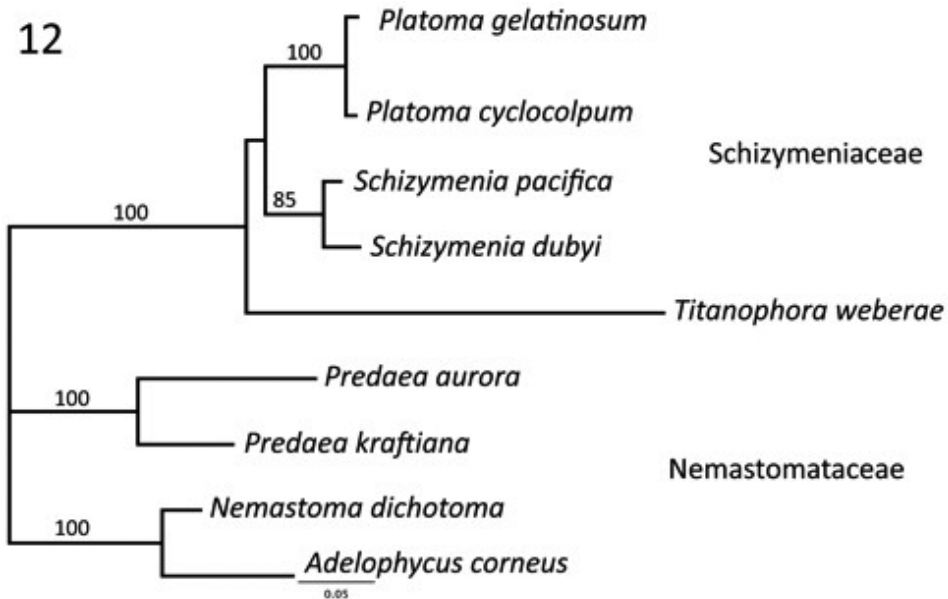 12
Platoma gelatinosum
100
Platoma cyclocolpum
Schizymeniaceae
Schizymenia pacifica
85
100
Schizymenia dubyi
Titanophora weberae
Predaea aurora
100
Predaea kraftiana
Nemastomataceae
Nemastoma dichotoma
100
Adelophycus corneus
0.05